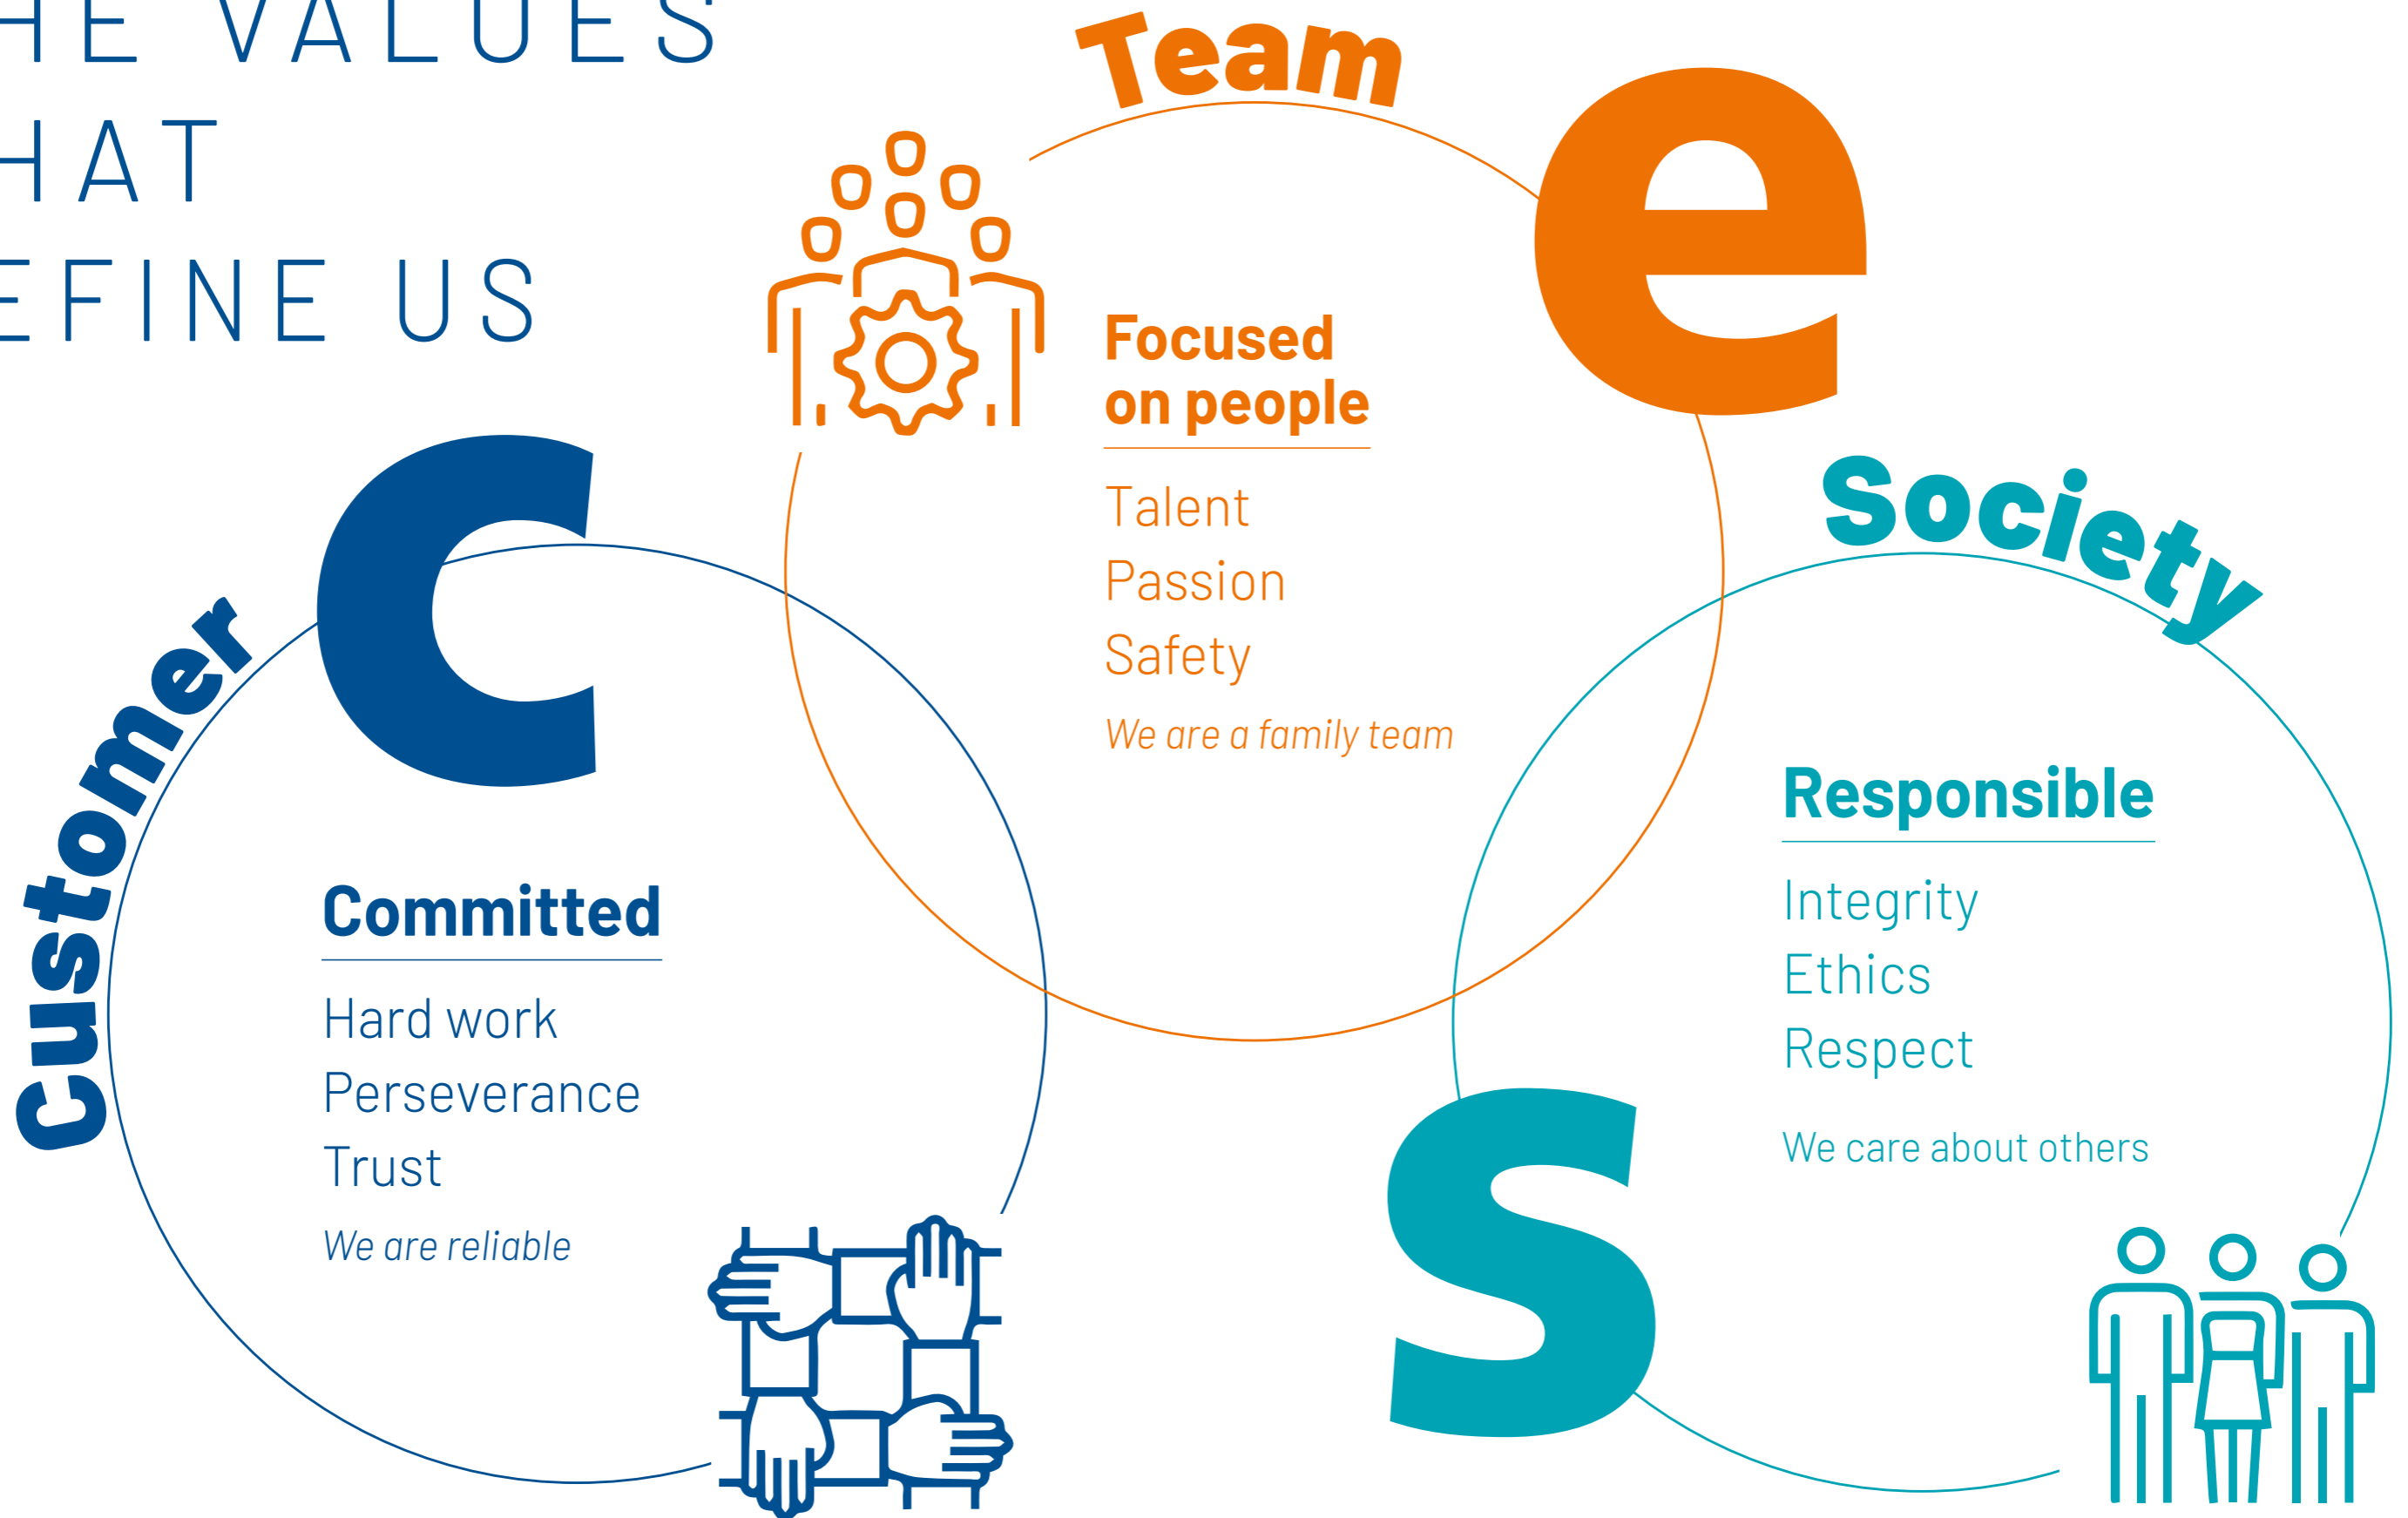 HE VALUES
HAT
EFINE US
Team
e
Focused
on people
Talent
Passion
Safety
We are a family team
Customer
C
Committed
Hard work
Perseverance
Trust
We are reliable
Society
s
Responsible
Integrity
Ethics
Respect
We care about others